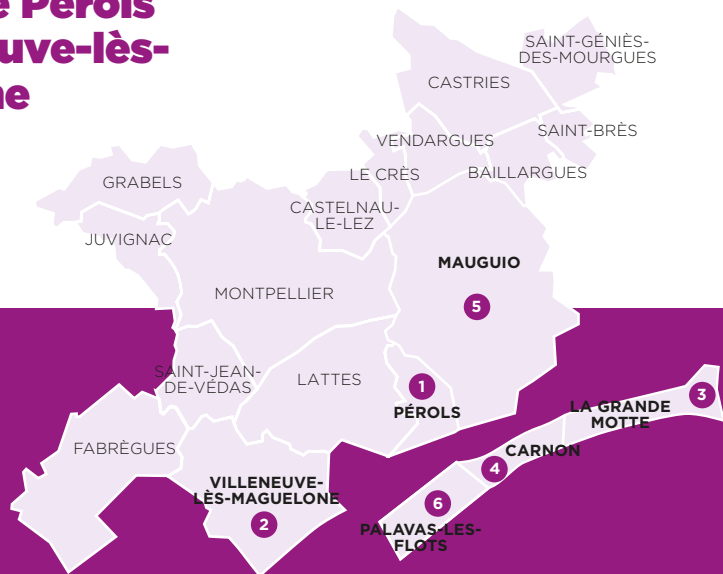 e Pérols
uve-lès-
ne
SAINT-GÉNIÈS-
DES-MOURGUES
CASTRIES
VENDARGUES
SAINT-BRÈS
LE CRÈS
BAILLARGUES
GRABELS
CASTELNAU-
LE-LEZ
JUVIGNAC
MAUGUIO
5
MONTPELLIER
SAINT-JEAN-
DE-VÉDAS
LATTES
1
PÉROLS
3
LA GRANDE
MOTTE
FABRÈGUES
CARNON
4
VILLENEUVE-
LÈS-MAGUELONE
2
6
PALAVAS-LES-
FLOTS